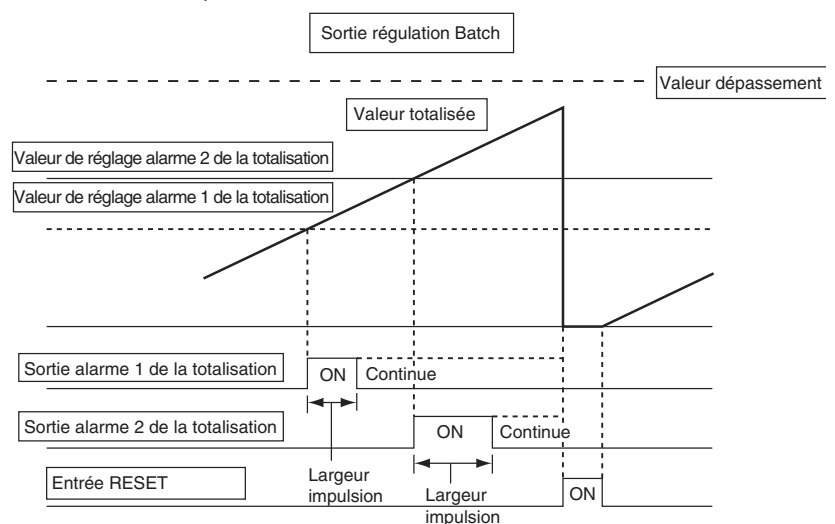 Sortie régulation Batch
Valeur dépassement
Valeur totalisée
Valeur de réglage alarme 2 de la totalisation
Valeur de réglage alarme 1 de la totalisation
Sortie alarme 1 de la totalisation
ON
Continue
Sortie alarme 2 de la totalisation
ON
Continue
Largeur
impulsion
Largeur
impulsion
Entrée RESET
ON